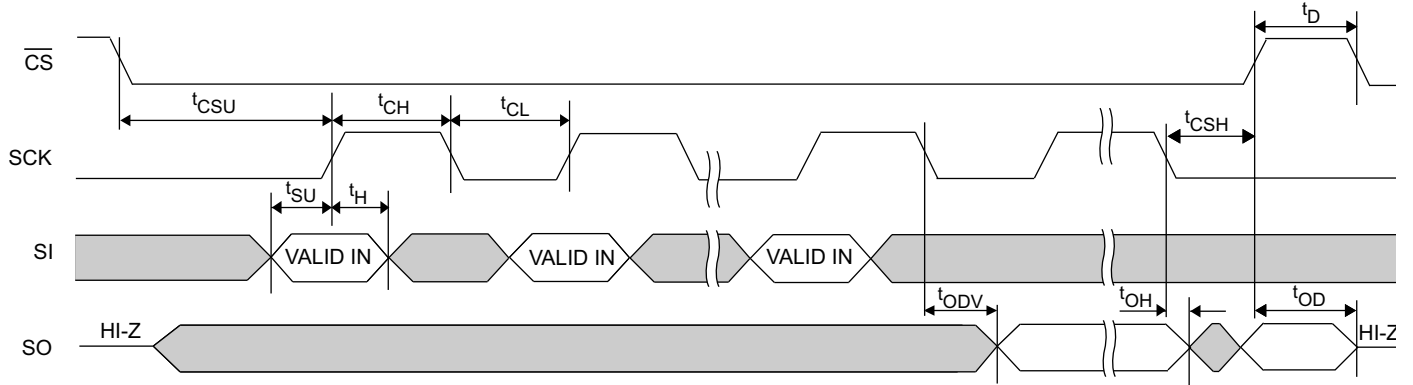 tD
CS
tCSU
tCH
tCL
tCSH
SCK
tSU
tH
SI
VALID IN
VALID IN
VALID IN
tODV
tOH
tOD
HI-Z
HI-Z
SO